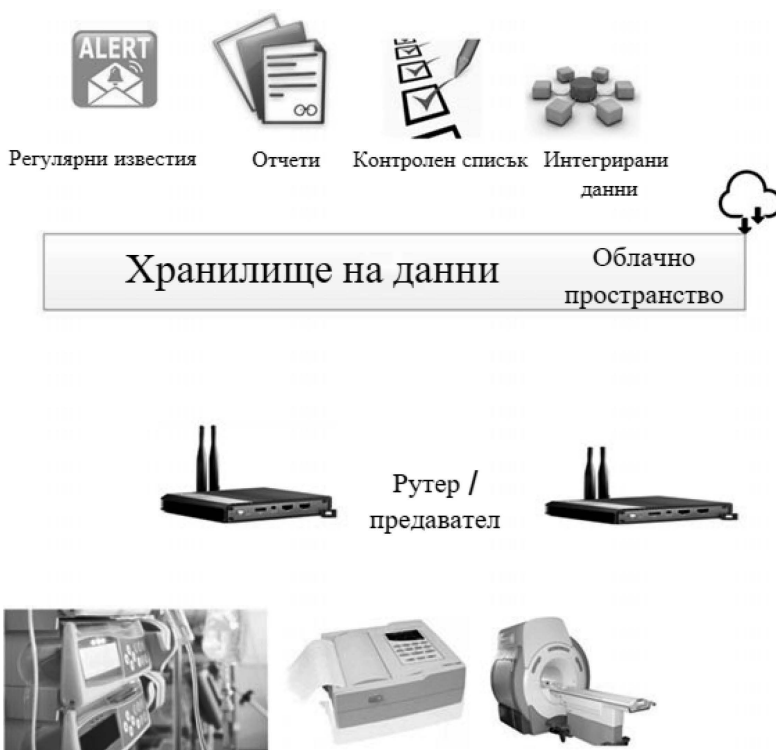 ALERT
Регулярни известия
Отчети
Контролен списък
Интегрирани
данни
Хранилище на данни
Облачно
пространство
Рутер /
предавател